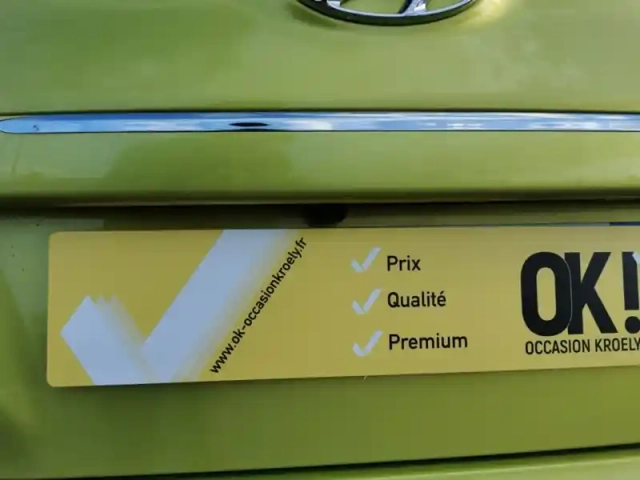 www.ok-occasionkroely.fr
Prix
Qualité
Premium
OK!
OCCASION KROELY